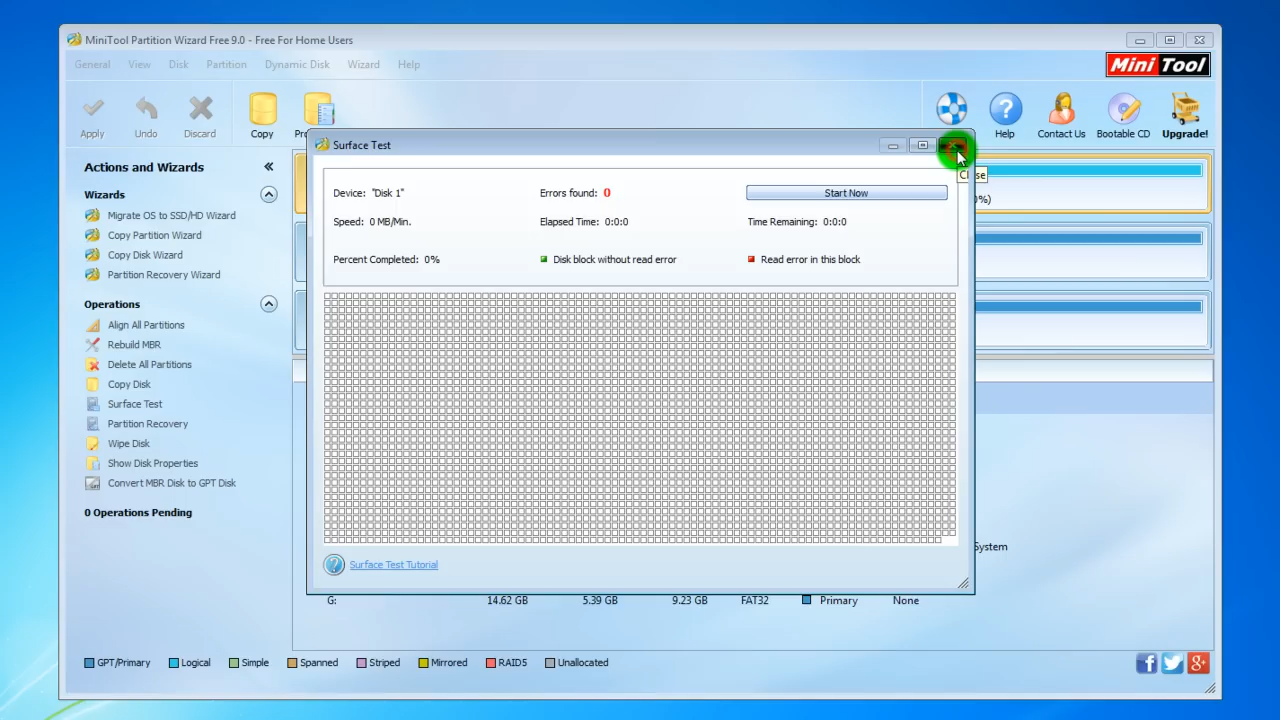 MiniTool Partition Wizard Free 9.0 - Free For Home Users
General View Disk Partition Dynamic Disk Wizard Help
Mini Tool
Apply Undo Discard Copy
Help Contact Us Bootable CD Upgrade!
Surface Test
Actions and Wizards
Wizards
Migrate OS to SSD/HD Wizard
Copy Partition Wizard
Copy Disk Wizard
Partition Recovery Wizard
Operations
Align All Partitions
Rebuild MBR
Delete All Partitions
Copy Disk
Surface Test
Partition Recovery
Wipe Disk
Show Disk Properties
Convert MBR Disk to GPT Disk
0 Operations Pending
Device: "Disk 1" Errors found: 0 Start Now
Speed: 0 MB/Min. Elapsed Time: 0:0:0 Time Remaining: 0:0:0
Percent Completed: 0% Disk block without read error Read error in this block
%)
System
Surface Test Tutorial
G: 14.62 GB 5.39 GB 9.23 GB FAT32 Primary None
GPT/Primary Logical Simple Spanned Striped Mirrored RAID5 Unallocated